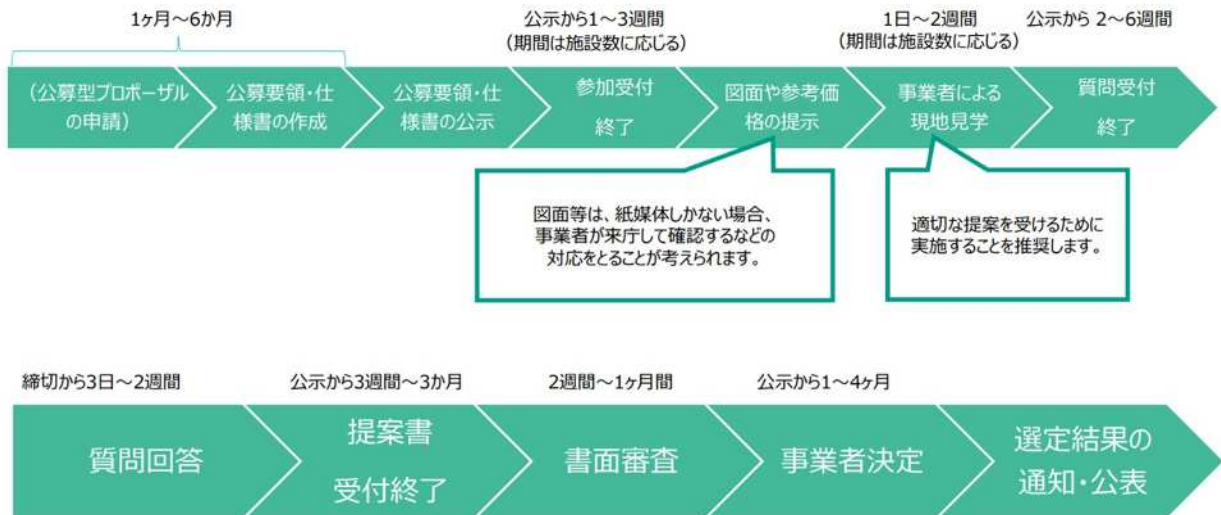 1ヶ月～6か月
公示から1～3週間
(期間は施設数に応じる)
1日～2週間
(期間は施設数に応じる)
公示から 2～6週間
(公募型プロポーザル
の申請)
公募要領・仕
様書の作成
公募要領・仕
様書の公示
参加受付
終了
図面や参考価
格の提示
事業者による
現地見学
質問受付
終了
図面等は、紙媒体しかない場合、
事業者が来庁して確認するなどの
対応をとることが考えられます。
適切な提案を受けるために
実施することを推奨します。
締切から3日～2週間
公示から3週間～3か月
2週間～1ヶ月間
公示から1～4ヶ月
質問回答
提案書
受付終了
書面審査
事業者決定
選定結果の
通知・公表